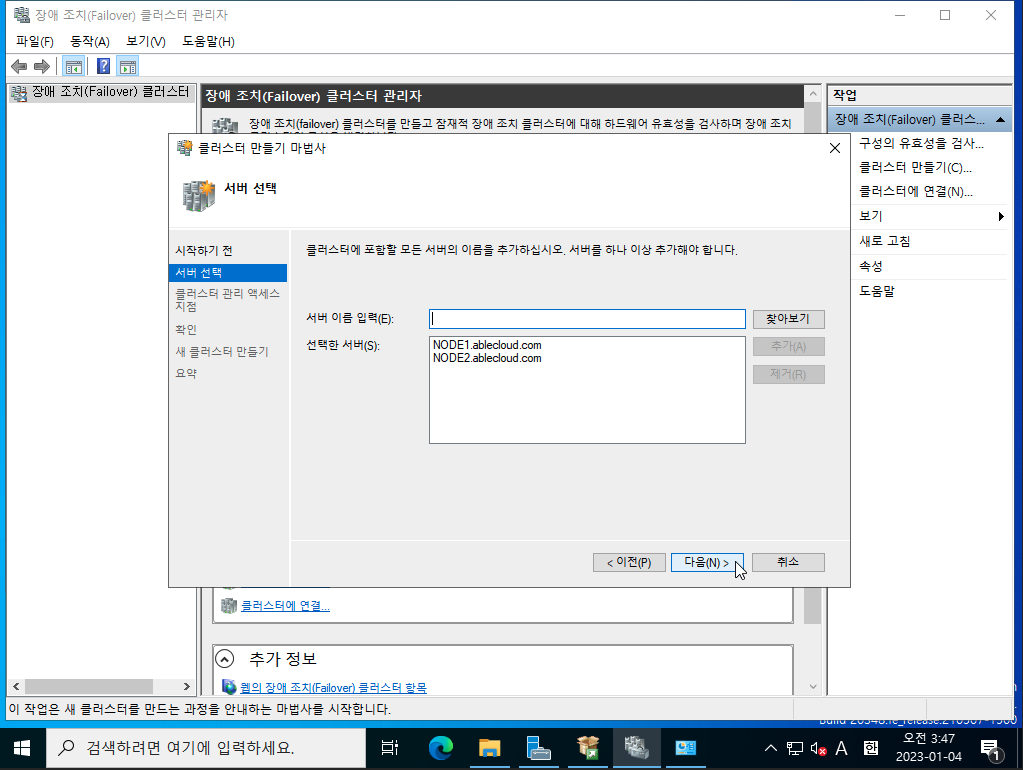 장애 조치(Failover) 클러스터 관리자
파일(F) 동작(A) 보기(V) 도움말(H)
장애 조치(Failover) 클러스터
장애 조치(Failover) 클러스터 관리자
장애 조치(failover) 클러스터를 만들고 잠재적 장애 조치 클러스터에 대해 하드웨어 유효성을 검사하며 장애 조치
작업
장애 조치(Failover) 클러스...
구성의 유효성을 검사...
클러스터 만들기(C)...
클러스터에 연결(N)...
보기
새로 고침
속성
도움말
클러스터 만들기 마법사
서버 선택
시작하기 전
서버 선택
클러스터 관리 액세스
지점
확인
새 클러스터 만들기
요약
클러스터에 포함할 모든 서버의 이름을 추가하십시오. 서버를 하나 이상 추가해야 합니다.
서버 이름 입력(E):
찾아보기
선택한 서버(S):
NODE1.ablecloud.com
NODE2.ablecloud.com
추가(A)
제거(R)
< 이전(P)
다음(N) >
취소
클러스터에 연결...
추가 정보
웹의 장애 조치(Failover) 클러스터 항목
이 작업은 새 클러스터를 만드는 과정을 안내하는 마법사를 시작합니다.
검색하려면 여기에 입력하세요.
A 한
오전 3:47
2023-01-04
1